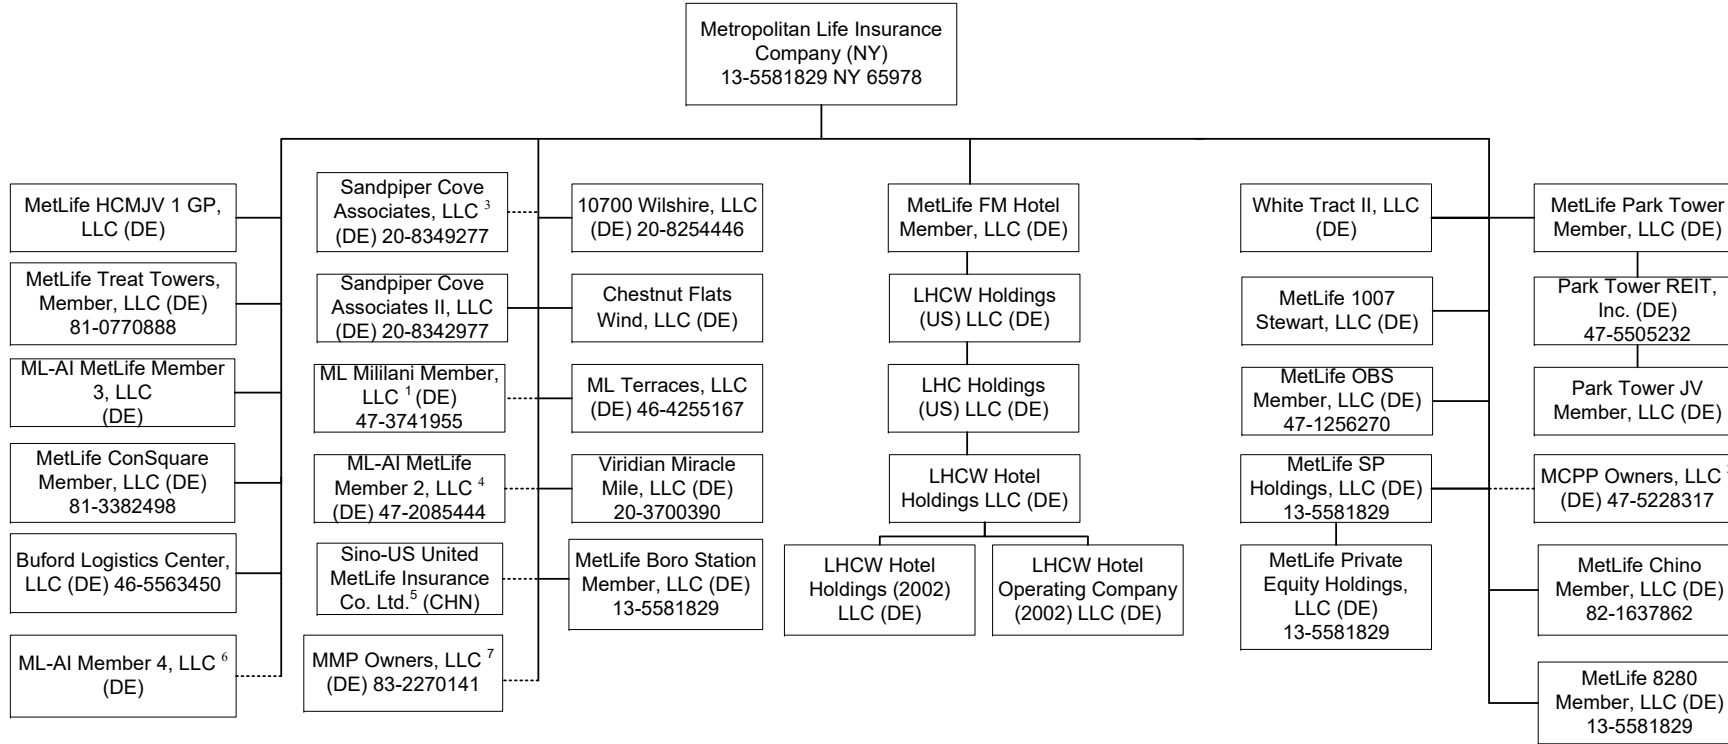 Metropolitan Life Insurance
Company (NY)
13-5581829 NY 65978
MetLife HCMJV 1 GP,
LLC (DE)
MetLife Treat Towers,
Member, LLC (DE)
81-0770888
ML-AI MetLife Member
3, LLC
(DE)
MetLife ConSquare
Member, LLC (DE)
81-3382498
Buford Logistics Center,
LLC (DE) 46-5563450
ML-AI Member 4, LLC 6
(DE)
Sandpiper Cove
Associates, LLC 3
(DE) 20-8349277
Sandpiper Cove
Associates II, LLC
(DE) 20-8342977
ML Mililani Member,
LLC 1 (DE)
47-3741955
ML-AI MetLife
Member 2, LLC 4
(DE) 47-2085444
Sino-US United
MetLife Insurance
Co. Ltd.5 (CHN)
MMP Owners, LLC 7
(DE) 83-2270141
10700 Wilshire, LLC
(DE) 20-8254446
Chestnut Flats
Wind, LLC (DE)
ML Terraces, LLC
(DE) 46-4255167
Viridian Miracle
Mile, LLC (DE)
20-3700390
MetLife Boro Station
Member, LLC (DE)
13-5581829
MetLife FM Hotel
Member, LLC (DE)
LHCW Holdings
(US) LLC (DE)
LHC Holdings
(US) LLC (DE)
LHCW Hotel
Holdings LLC (DE)
LHCW Hotel
Holdings (2002)
LLC (DE)
LHCW Hotel
Operating Company
(2002) LLC (DE)
White Tract II, LLC
(DE)
MetLife 1007
Stewart, LLC (DE)
MetLife OBS
Member, LLC (DE)
47-1256270
MetLife SP
Holdings, LLC (DE)
13-5581829
MetLife Private
Equity Holdings,
LLC (DE)
13-5581829
MetLife Park Tower
Member, LLC (DE)
Park Tower REIT,
Inc. (DE)
47-5505232
Park Tower JV
Member, LLC (DE)
MCPP Owners, LLC
(DE) 47-5228317
MetLife Chino
Member, LLC (DE)
82-1637862
MetLife 8280
Member, LLC (DE)
13-5581829